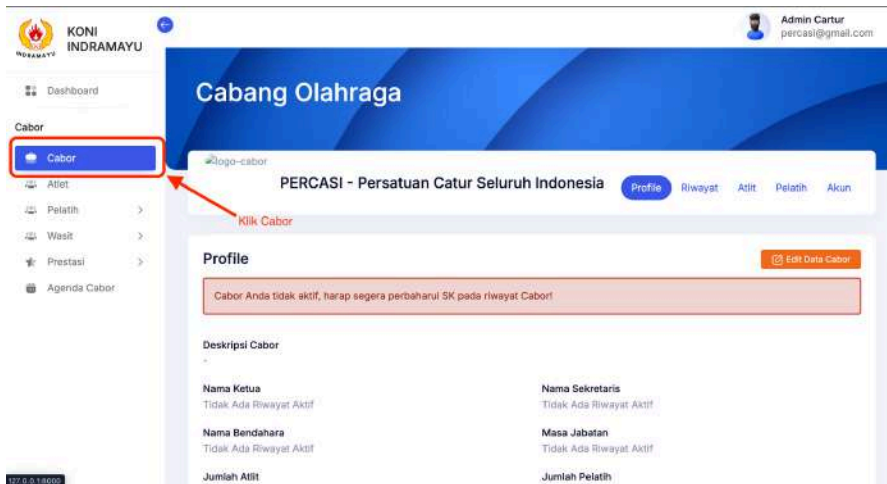 KONI
INDRAMAYU
INDRAMAYU
Admin Cartur
percasi@gmail.com
Dashboard
Cabor
Cabor
Atlet
Pelatih
Wasit
Prestasi
Agenda Cabor
Cabang Olahraga
logo-cabor
PERCASI - Persatuan Catur Seluruh Indonesia
Profile Riwayat Atlit Pelatih Akun
Klik Cabor
Profile
Edit Data Cabor
Cabor Anda tidak aktif, harap segera perbaharui SK pada riwayat Cabor!
Deskripsi Cabor
-
Nama Ketua
Tidak Ada Riwayat Aktif
Nama Sekretaris
Tidak Ada Riwayat Aktif
Nama Bendahara
Tidak Ada Riwayat Aktif
Masa Jabatan
Tidak Ada Riwayat Aktif
Jumlah Atlit
Jumlah Pelatih
127.0.0.1:8000